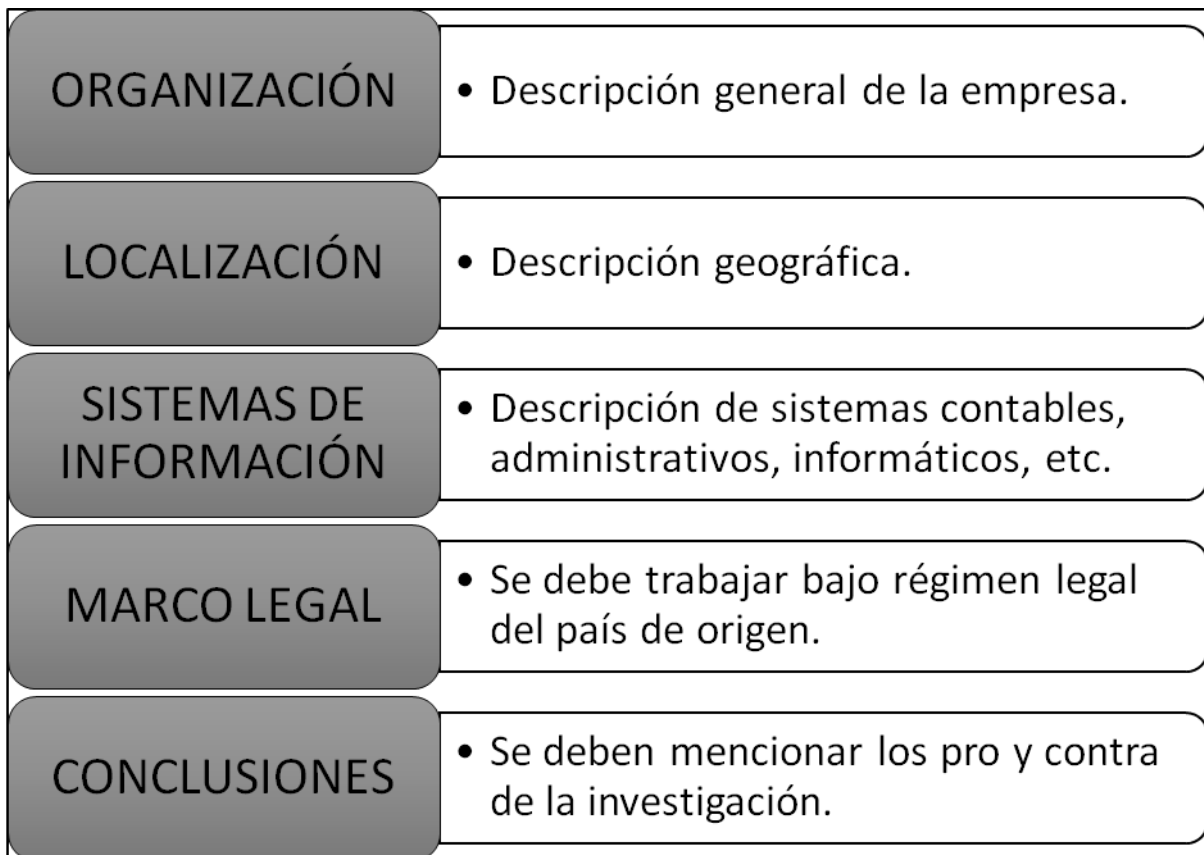 ORGANIZACIÓN
• Descripción general de la empresa.
LOCALIZACIÓN
• Descripción geográfica.
SISTEMAS DE
INFORMACIÓN
• Descripción de sistemas contables,
administrativos, informáticos, etc.
MARCO LEGAL
• Se debe trabajar bajo régimen legal
del país de origen.
CONCLUSIONES
• Se deben mencionar los pro y contra
de la investigación.